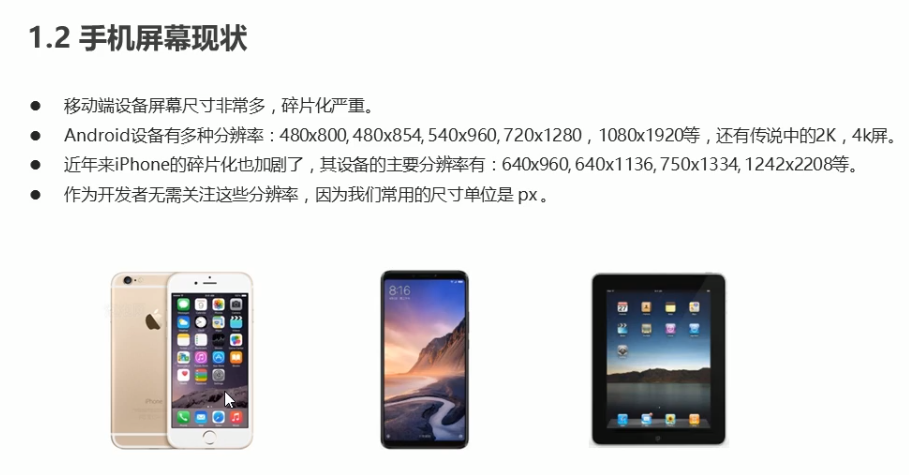 1.2 手机屏幕现状
● 移动端设备屏幕尺寸非常多，碎片化严重。
● Android设备有多种分辨率：480x800, 480x854, 540x960, 720x1280，1080x1920等，还有传说中的2K，4k屏。
● 近年来iPhone的碎片化也加剧了，其设备的主要分辨率有：640x960, 640x1136, 750x1334, 1242x2208等。
● 作为开发者无需关注这些分辨率，因为我们常用的尺寸单位是 px 。
8:16
iPhone